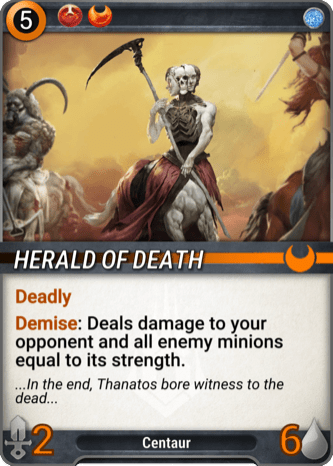 5
HERALD OF DEATH
Deadly
Demise: Deals damage to your
opponent and all enemy minions
equal to its strength.
...In the end, Thanatos bore witness to the
dead...
2
Centaur
6